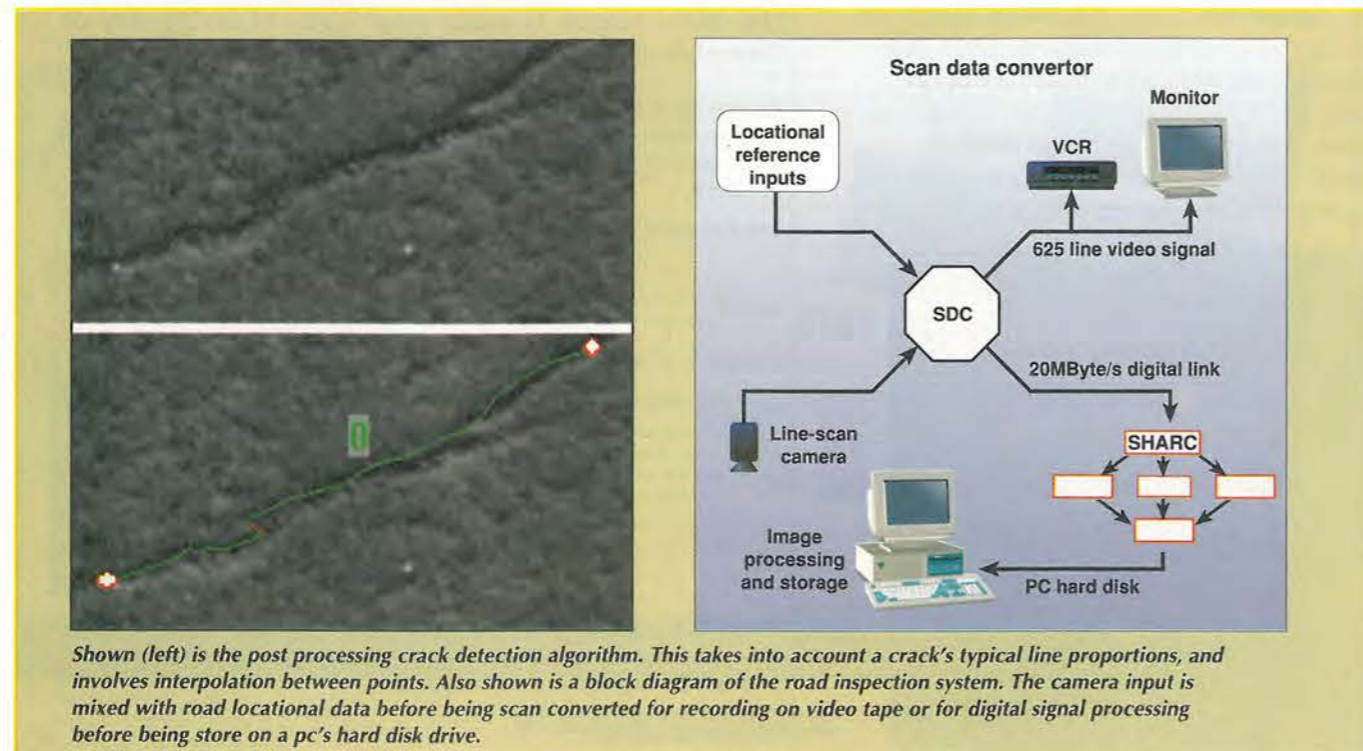 Scan data convertor
Locational
reference
inputs
VCR
Monitor
625 line video signal
SDC
20MByte/s digital link
Line-scan
camera
SHARC
Image
processing
and storage
PC hard disk
0
Shown (left) is the post processing crack detection algorithm. This takes into account a crack's typical line proportions, and
involves interpolation between points. Also shown is a block diagram of the road inspection system. The camera input is
mixed with road locational data before being scan converted for recording on video tape or for digital signal processing
before being store on a pc's hard disk drive.